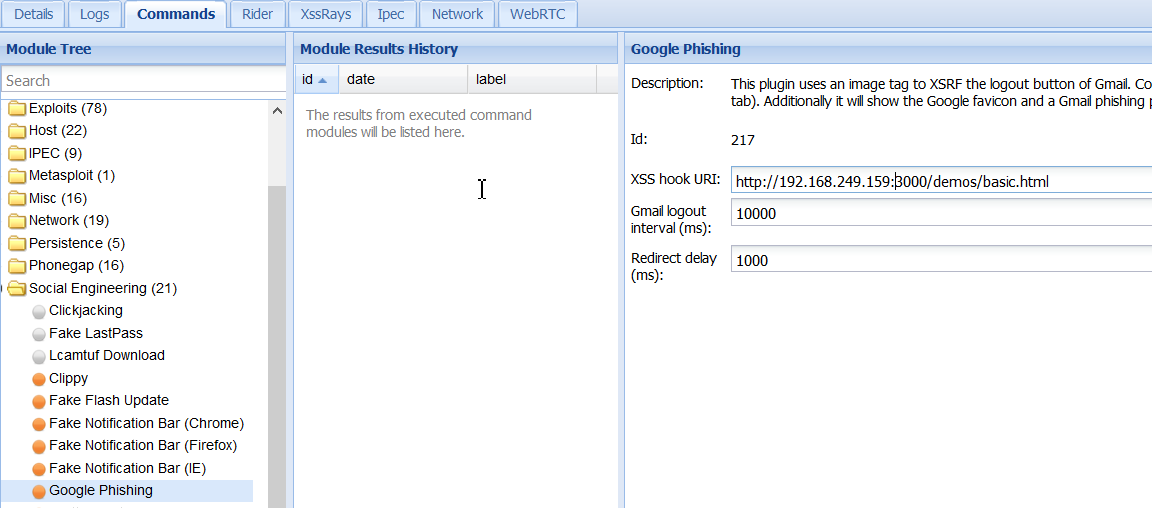 Details Logs Commands Rider XssRays Ipec Network WebRTC
Module Tree
Search
Exploits (78)
Host (22)
IPEC (9)
Metasploit (1)
Misc (16)
Network (19)
Persistence (5)
Phonegap (16)
Social Engineering (21)
Clickjacking
Fake LastPass
Lcamtuf Download
Clippy
Fake Flash Update
Fake Notification Bar (Chrome)
Fake Notification Bar (Firefox)
Fake Notification Bar (IE)
Google Phishing
Module Results History
id date label
The results from executed command
modules will be listed here.
Google Phishing
Description: This plugin uses an image tag to XSRF the logout button of Gmail. Co
tab). Additionally it will show the Google favicon and a Gmail phishing p
Id: 217
XSS hook URI: http://192.168.249.159:3000/demos/basic.html
Gmail logout
interval (ms): 10000
Redirect delay
(ms): 1000